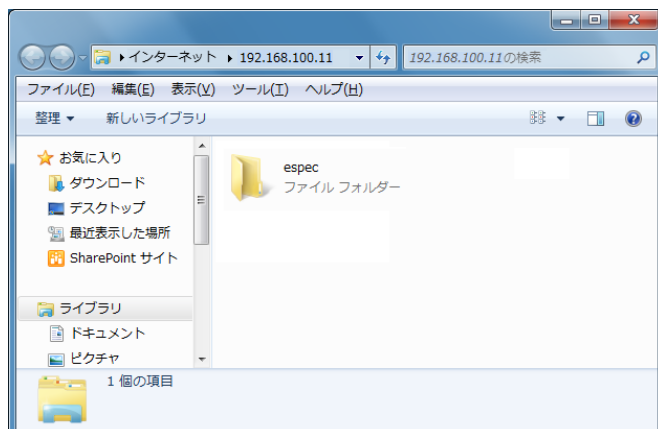 インターネット ▸ 192.168.100.11
192.168.100.11の検索
ファイル(F) 編集(E) 表示(V) ツール(T) ヘルプ(H)
整理 ▼ 新しいライブラリ
お気に入り
ダウンロード
デスクトップ
最近表示した場所
SharePoint サイト
ライブラリ
ドキュメント
ピクチャ
espec
ファイル フォルダー
1 個の項目